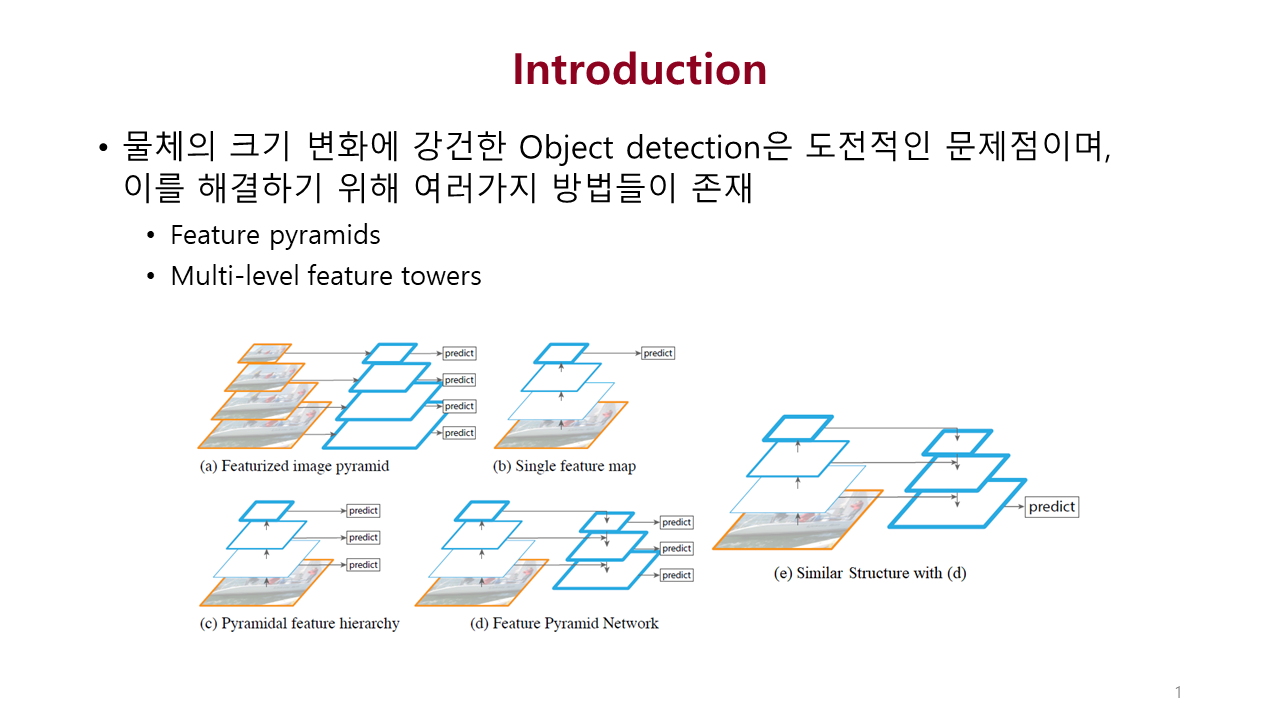 Introduction
• 물체의 크기 변화에 강건한 Object detection은 도전적인 문제점이며,
이를 해결하기 위해 여러가지 방법들이 존재
• Feature pyramids
• Multi-level feature towers
predict
predict
predict
predict
(a) Featurized image pyramid
predict
(b) Single feature map
predict
predict
predict
(c) Pyramidal feature hierarchy
predict
predict
predict
(d) Feature Pyramid Network
predict
(e) Similar Structure with (d)
1